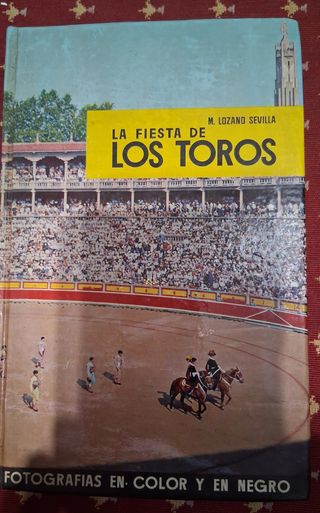 M. LOZANO SEVILLA
LA FIESTA DE
LOS TOROS
FOTOGRAFIAS EN COLOR Y EN NEGRO